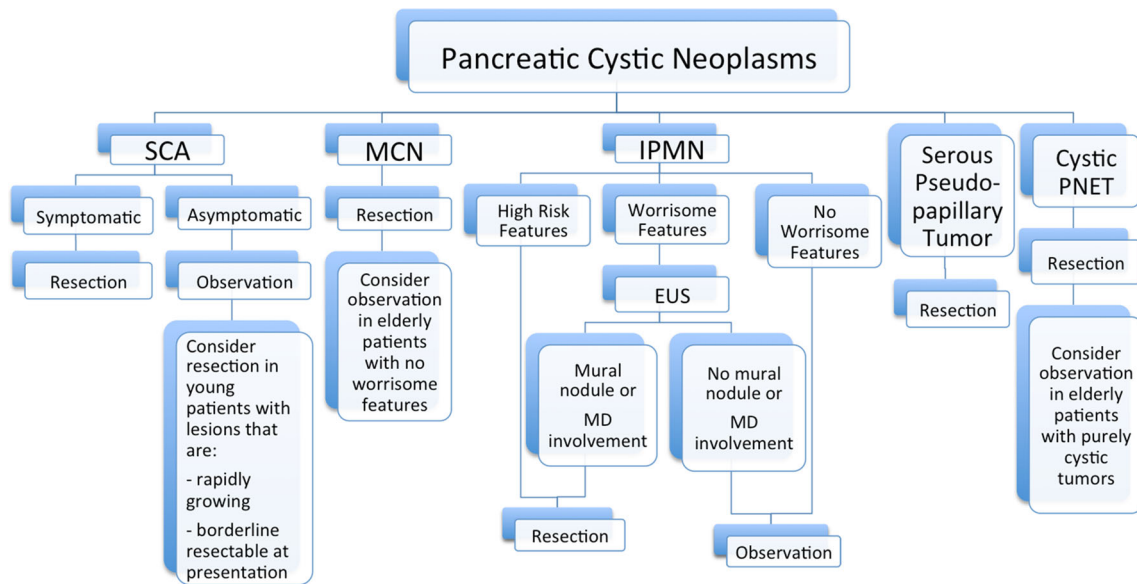 Pancreatic Cystic Neoplasms
SCA
MCN
IPMN
Serous
Pseudo-
papillary
Tumor
Cystic
PNET
Symptomatic
Asymptomatic
Resection
High Risk
Features
Worrisome
Features
No
Worrisome
Features
Resection
Resection
Observation
Consider
observation
in elderly
patients
with no
worrisome
features
EUS
Resection
Consider
resection in
young
patients with
lesions that
are:
- rapidly
growing
- borderline
resectable at
presentation
Mural
nodule or
MD
involvement
No mural
nodule or
MD
involvement
Consider
observation
in elderly
patients
with purely
cystic
tumors
Resection
Observation